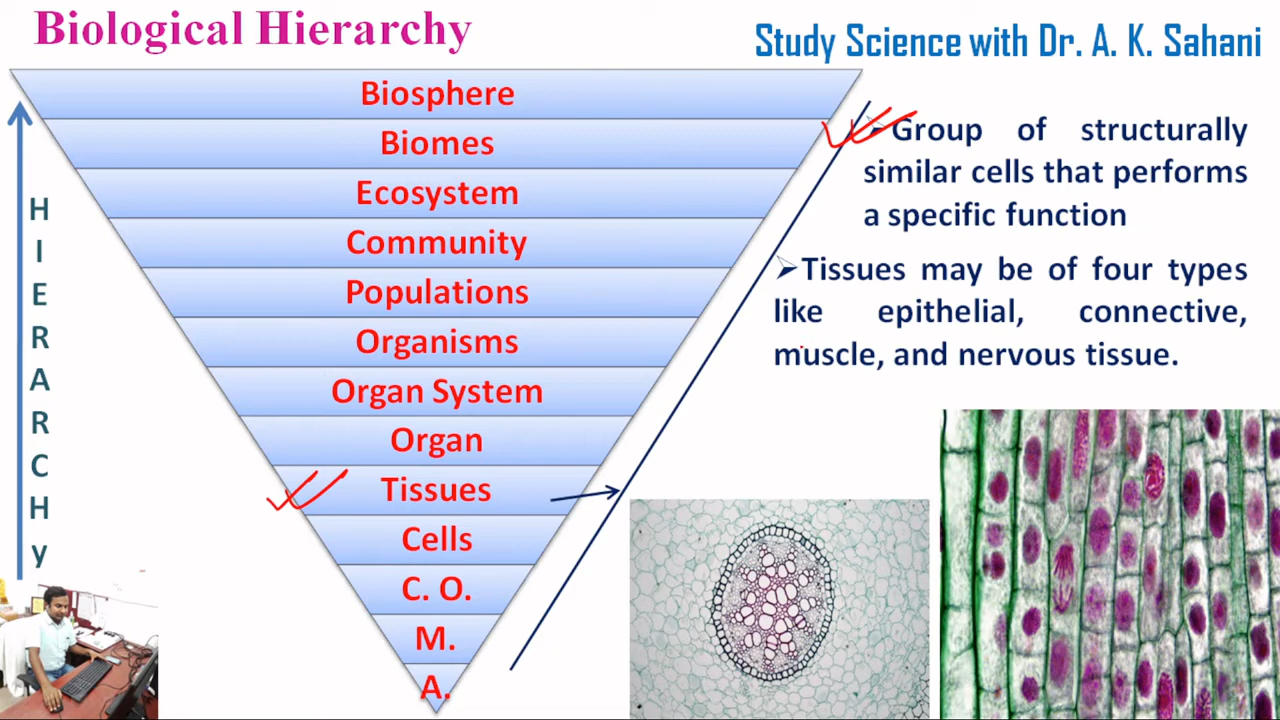 Biological Hierarchy
Study Science with Dr. A. K. Sahani
HIERARCHy
Biosphere
Biomes
Ecosystem
Community
Populations
Organisms
Organ System
Organ
Tissues
Cells
C. O.
M.
A.
Group of structurally
similar cells that performs
a specific function
Tissues may be of four types
like epithelial, connective,
muscle, and nervous tissue.